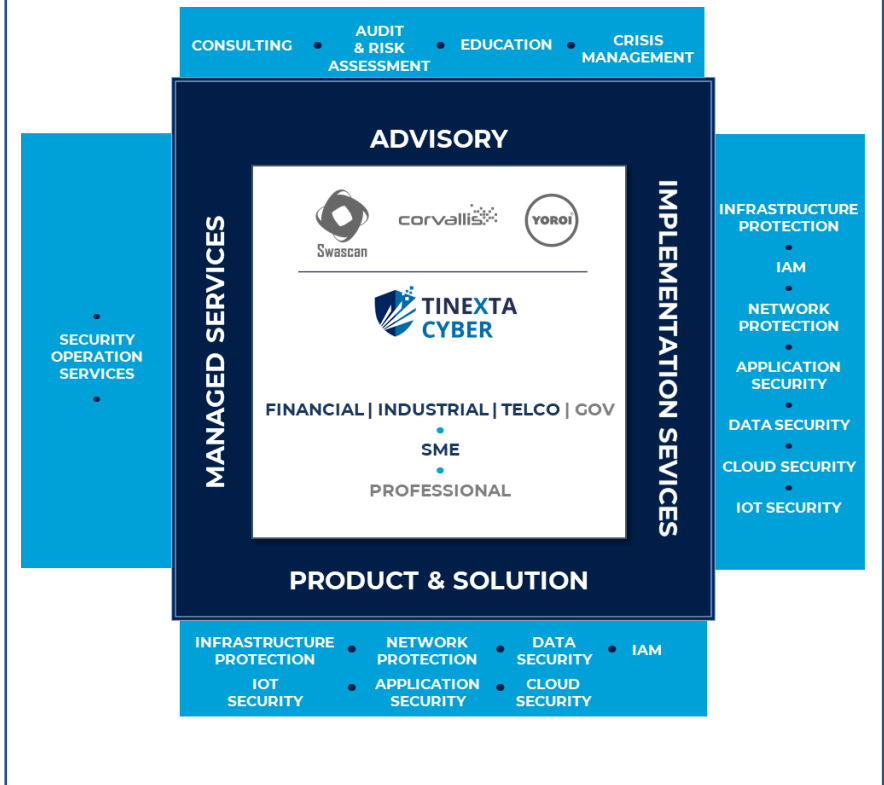 CONSULTING • AUDIT & RISK ASSESSMENT • EDUCATION • CRISIS MANAGEMENT
ADVISORY
MANAGED SERVICES
• 
SECURITY
OPERATION
SERVICES
•
Swascan
corvallis
YOROI
TINEXTA
CYBER
FINANCIAL | INDUSTRIAL | TELCO | GOV
•
SME
•
PROFESSIONAL
IMPLEMENTATION SEVICES
INFRASTRUCTURE
PROTECTION
•
IAM
•
NETWORK
PROTECTION
•
APPLICATION
SECURITY
•
DATA SECURITY
•
CLOUD SECURITY
•
IOT SECURITY
PRODUCT & SOLUTION
INFRASTRUCTURE PROTECTION • NETWORK PROTECTION • DATA SECURITY • IAM
IOT SECURITY • APPLICATION SECURITY • CLOUD SECURITY